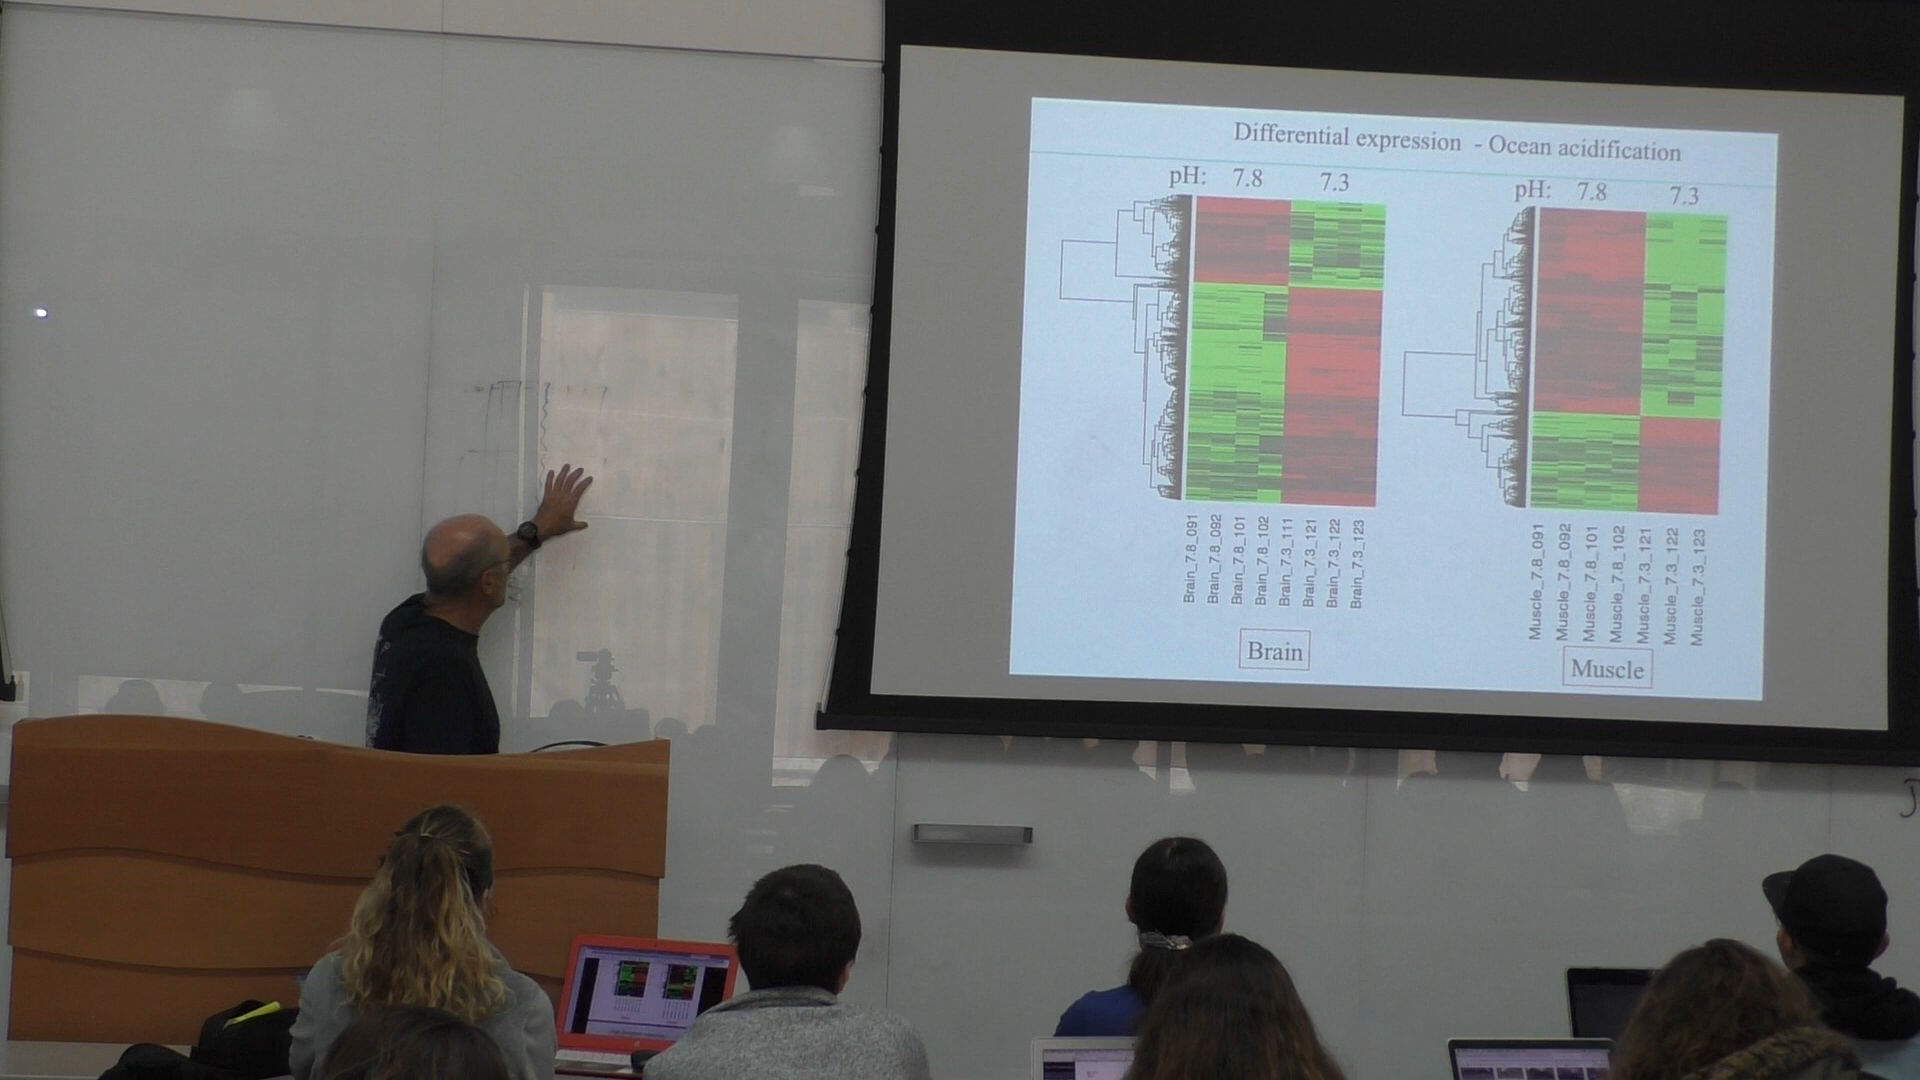 Differential expression - Ocean acidification
pH: 7.8 7.3
pH: 7.8 7.3
Brain_7.8_091
Brain_7.8_092
Brain_7.8_101
Brain_7.8_102
Brain_7.3_111
Brain_7.3_121
Brain_7.3_122
Brain_7.3_123
Muscle_7.8_091
Muscle_7.8_092
Muscle_7.8_101
Muscle_7.8_102
Muscle_7.3_121
Muscle_7.3_122
Muscle_7.3_123
Brain
Muscle